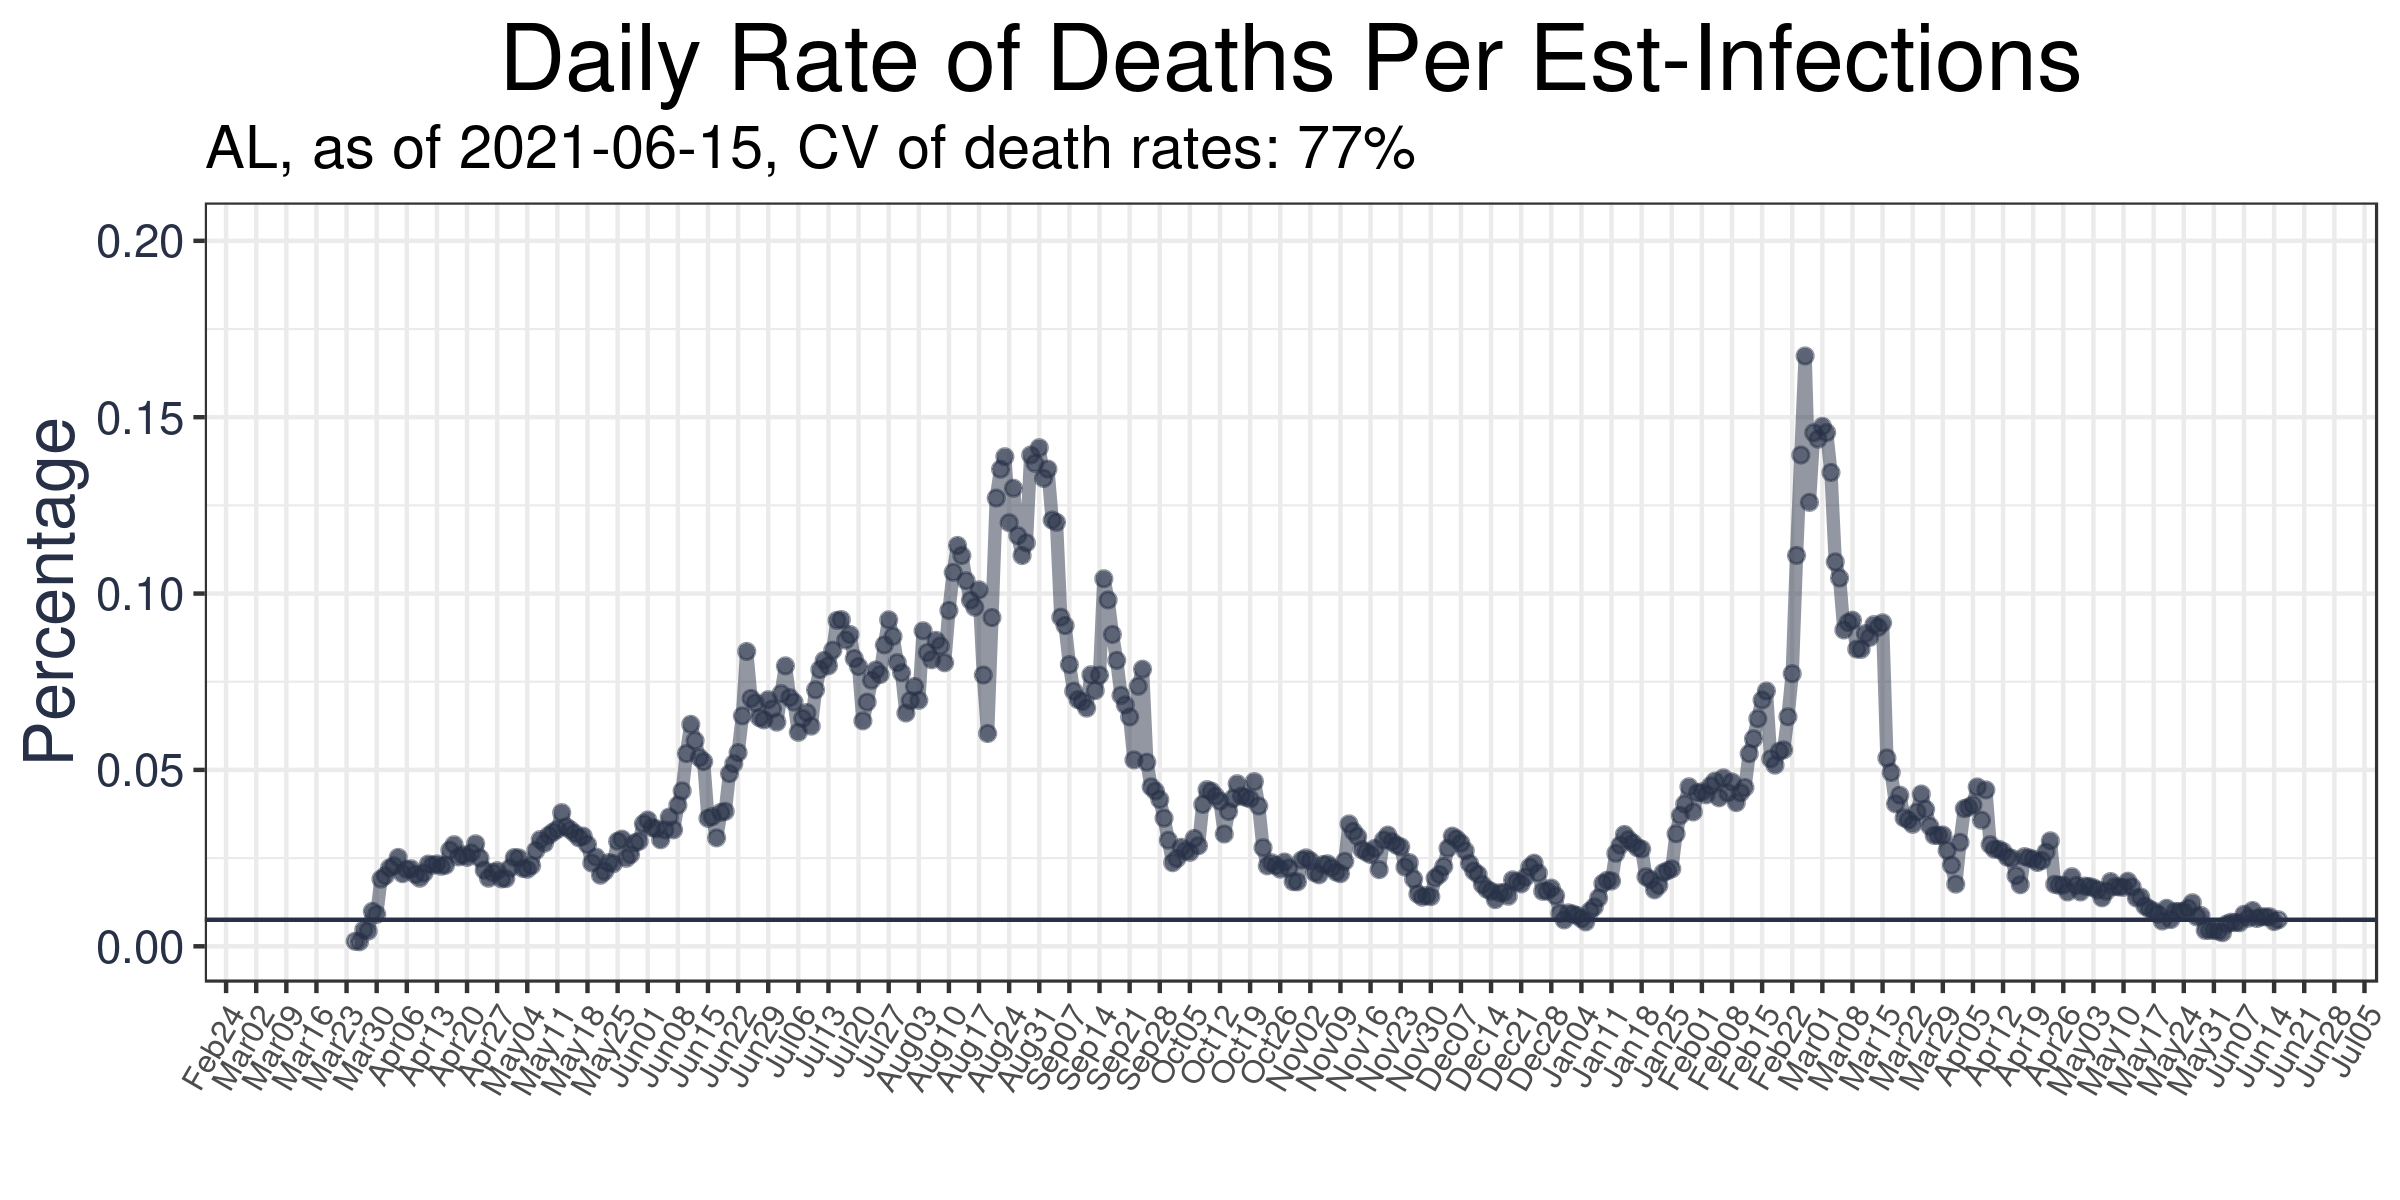 Daily Rate of Deaths Per Est-Infections
AL, as of 2021-06-15, CV of death rates: 77%
Percentage
0.20
0.15
0.10
0.05
0.00
Feb24
Mar02
Mar09
Mar16
Mar23
Mar30
Apr06
Apr13
Apr20
Apr27
May04
May11
May18
May25
Jun01
Jun08
Jun15
Jun22
Jun29
Jul06
Jul13
Jul20
Jul27
Aug03
Aug10
Aug17
Aug24
Aug31
Sep07
Sep14
Sep21
Sep28
Oct05
Oct12
Oct19
Oct26
Nov02
Nov09
Nov16
Nov23
Nov30
Dec07
Dec14
Dec21
Dec28
Jan04
Jan11
Jan18
Jan25
Feb01
Feb08
Feb15
Feb22
Mar01
Mar08
Mar15
Mar22
Mar29
Apr05
Apr12
Apr19
Apr26
May03
May10
May17
May24
May31
Jun07
Jun14
Jun21
Jun28
Jul05